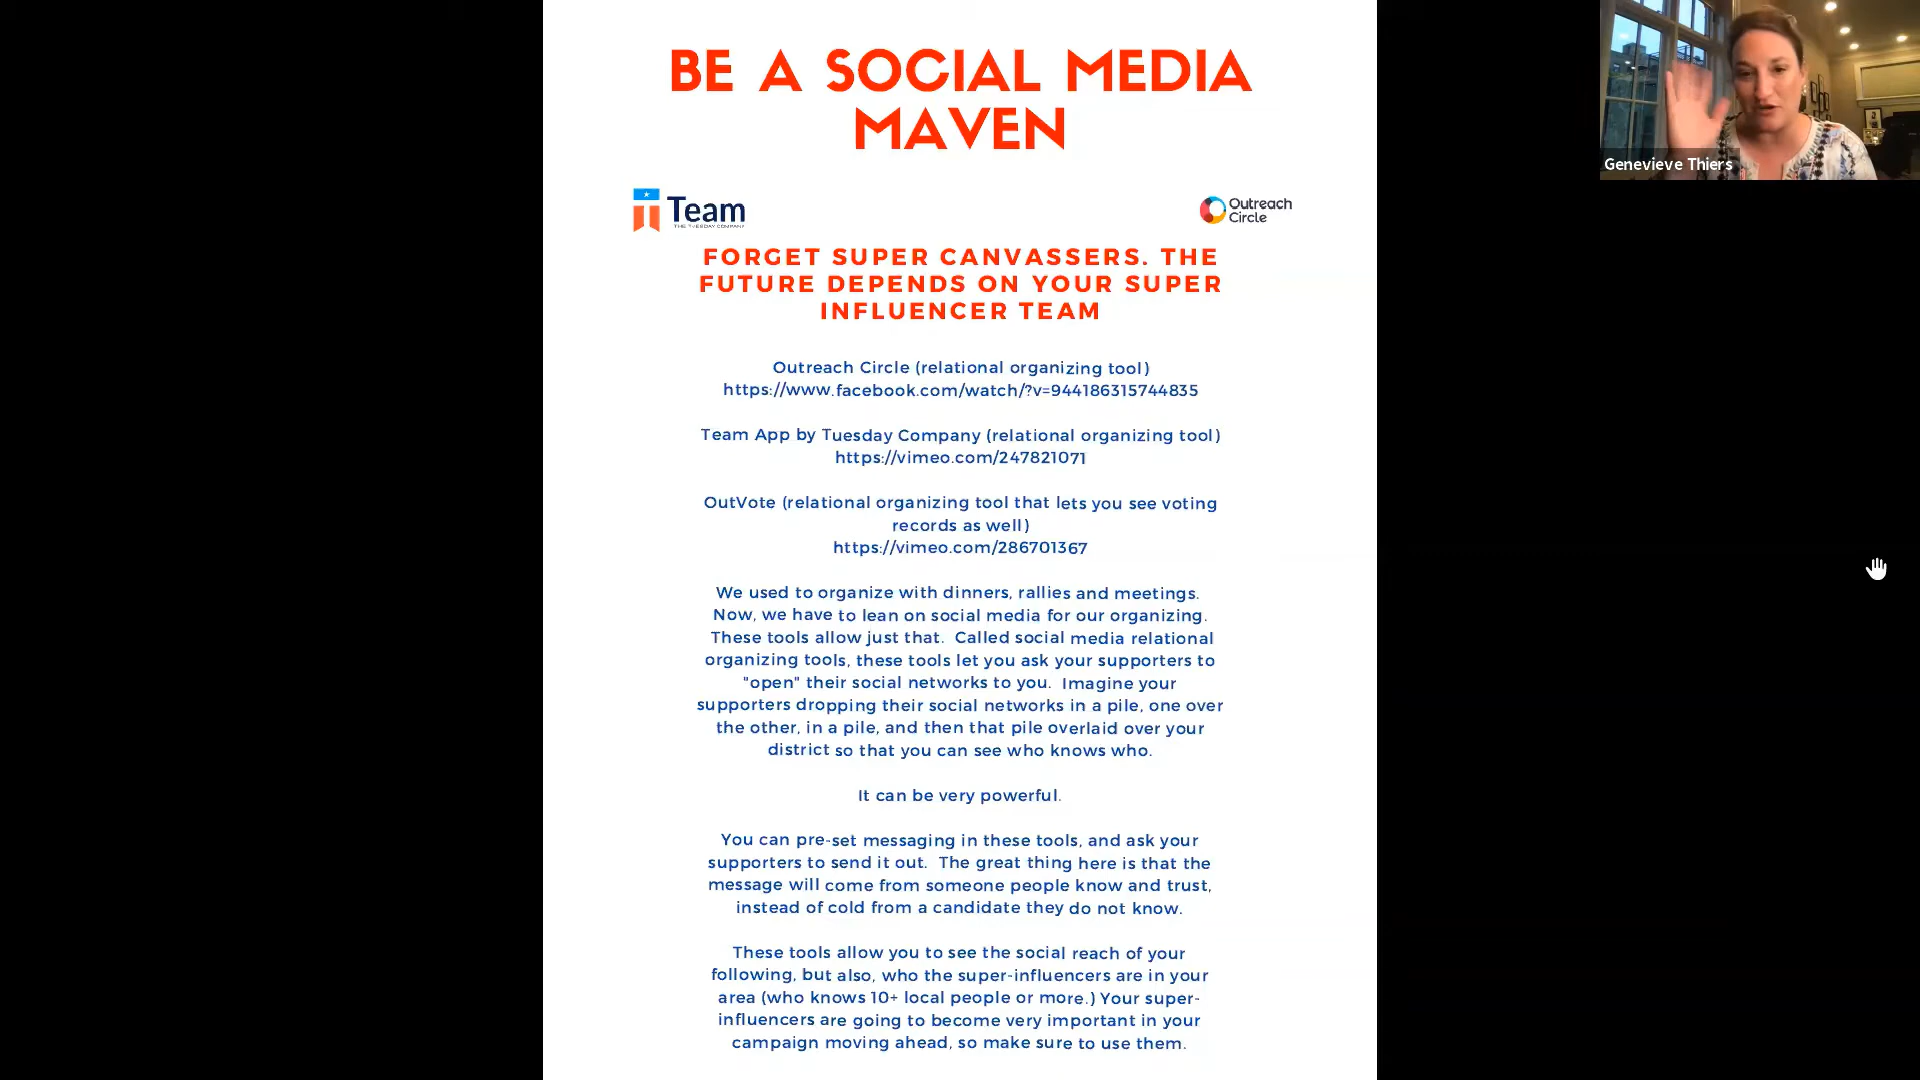 BE A SOCIAL MEDIA
MAVEN
Genevieve Thiers
Team
THE TUESDAY COMPANY
Outreach
Circle
FORGET SUPER CANVASSERS. THE
FUTURE DEPENDS ON YOUR SUPER
INFLUENCER TEAM
Outreach Circle (relational organizing tool)
https://www.facebook.com/watch/?v=944186315744835
Team App by Tuesday Company (relational organizing tool)
https://vimeo.com/247821071
OutVote (relational organizing tool that lets you see voting
records as well)
https://vimeo.com/286701367
We used to organize with dinners, rallies and meetings.
Now, we have to lean on social media for our organizing.
These tools allow just that.  Called social media relational
organizing tools, these tools let you ask your supporters to
"open" their social networks to you.  Imagine your
supporters dropping their social networks in a pile, one over
the other, in a pile, and then that pile overlaid over your
district so that you can see who knows who.
It can be very powerful.
You can pre-set messaging in these tools, and ask your
supporters to send it out.  The great thing here is that the
message will come from someone people know and trust,
instead of cold from a candidate they do not know.
These tools allow you to see the social reach of your
following, but also, who the super-influencers are in your
area (who knows 10+ local people or more.) Your super-
influencers are going to become very important in your
campaign moving ahead, so make sure to use them.